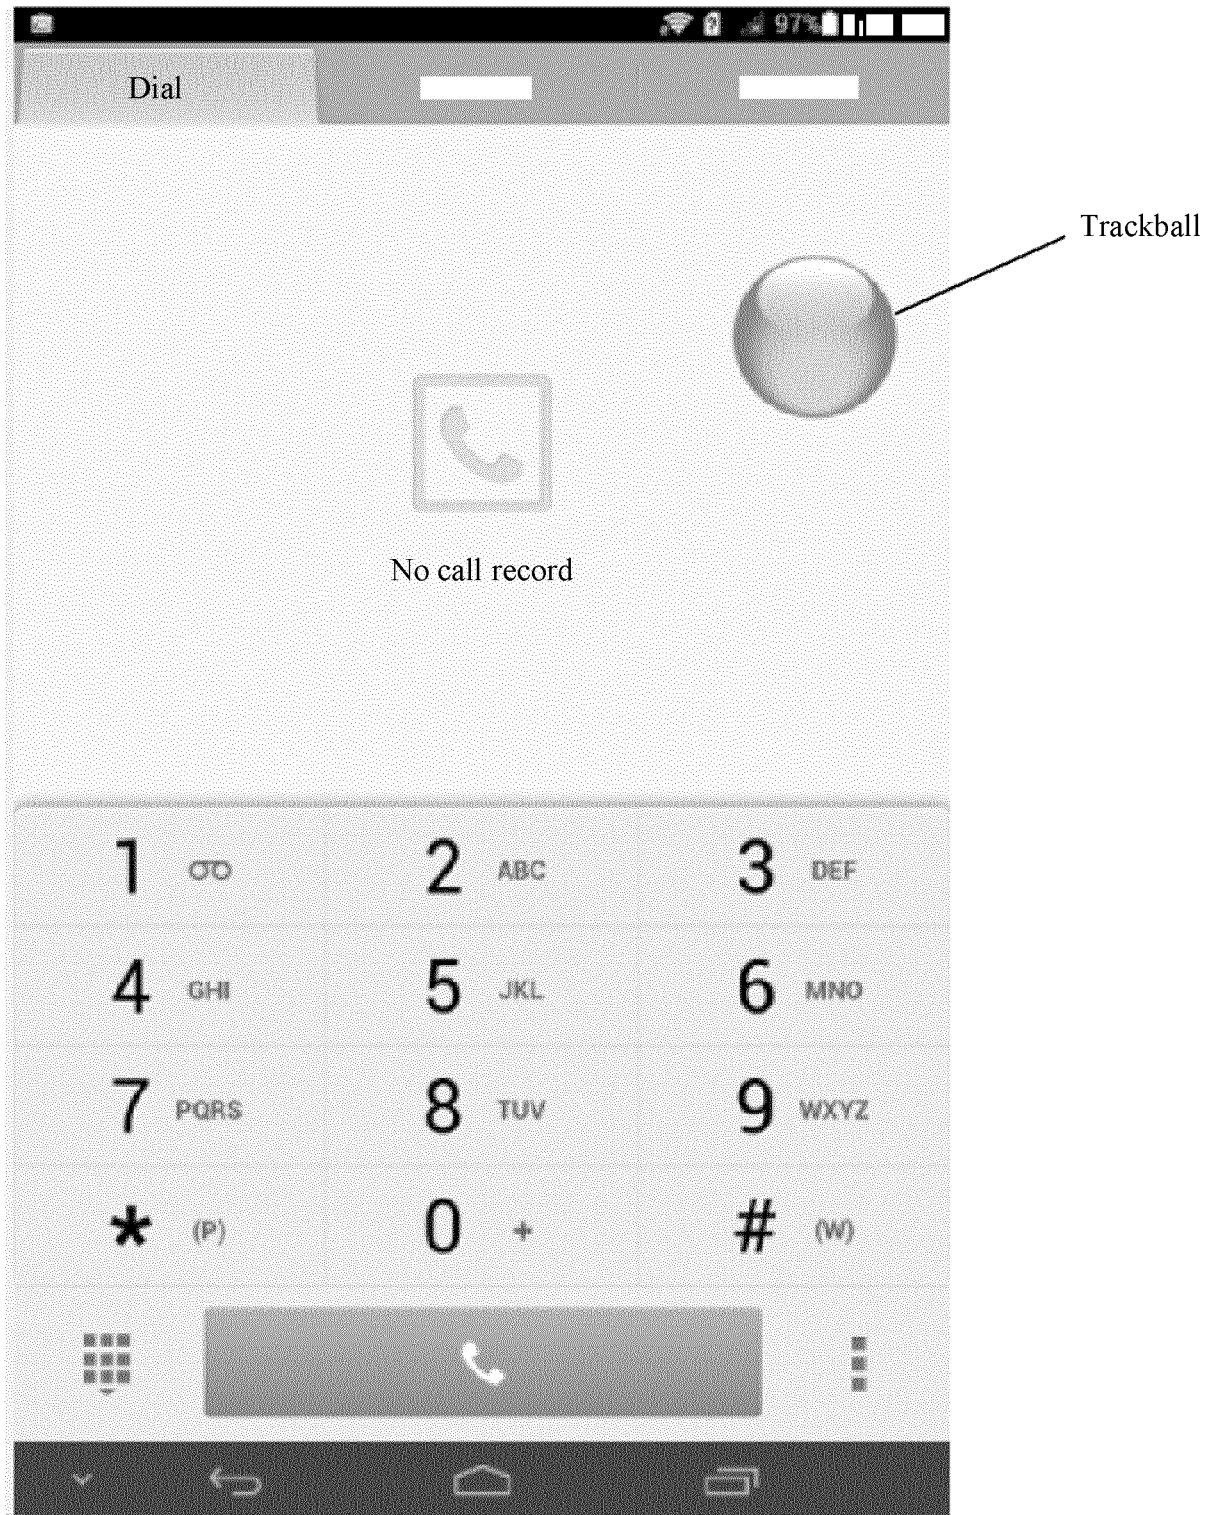 97%
Dial
Trackball
No call record
1 2 ABC 3 DEF
4 GHI 5 JKL 6 MNO
7 PQRS 8 TUV 9 WXYZ
* (P) 0 + # (W)